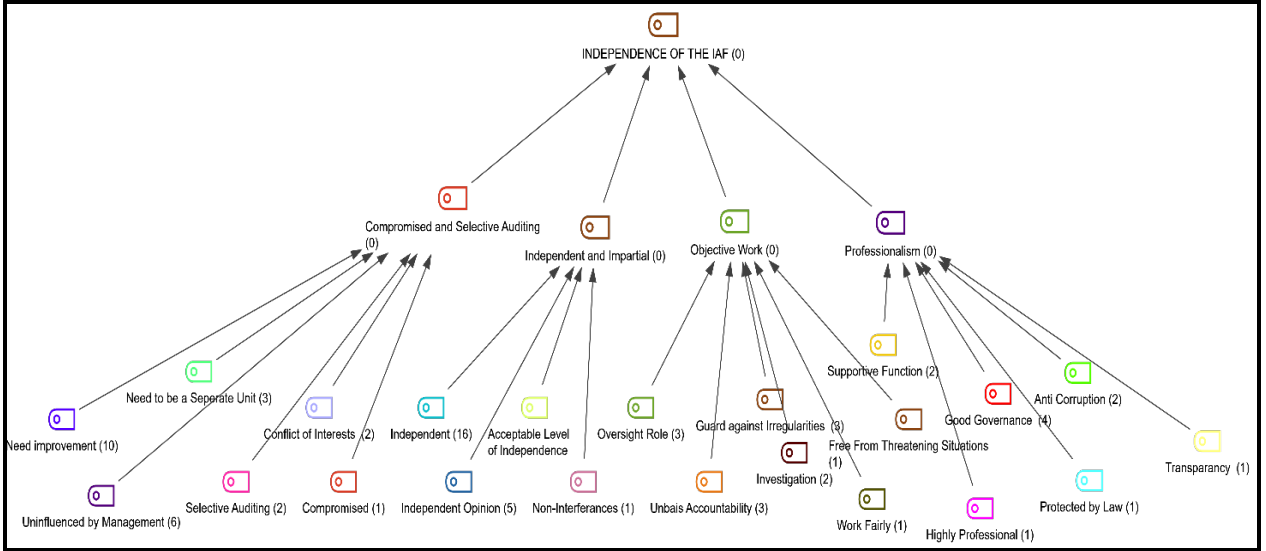 INDEPENDENCE OF THE IAF (0)
Compromised and Selective Auditing
(0)
Independent and Impartial (0)
Objective Work (0)
Professionalism (0)
Supportive Function (2)
Need to be a Seperate Unit (3)
Anti Corruption (2)
Need improvement (10)
Conflict of Interests (2)
Independent (16)
Acceptable Level
of Independence
Oversight Role (3)
Guard against Irregularities (3)
Free From Threatening Situations
(1)
Good Governance (4)
Transparancy (1)
Uninfluenced by Management (6)
Selective Auditing (2)
Compromised (1)
Independent Opinion (5)
Non-Interferances (1)
Unbais Accountability (3)
Investigation (2)
Work Fairly (1)
Highly Professional (1)
Protected by Law (1)